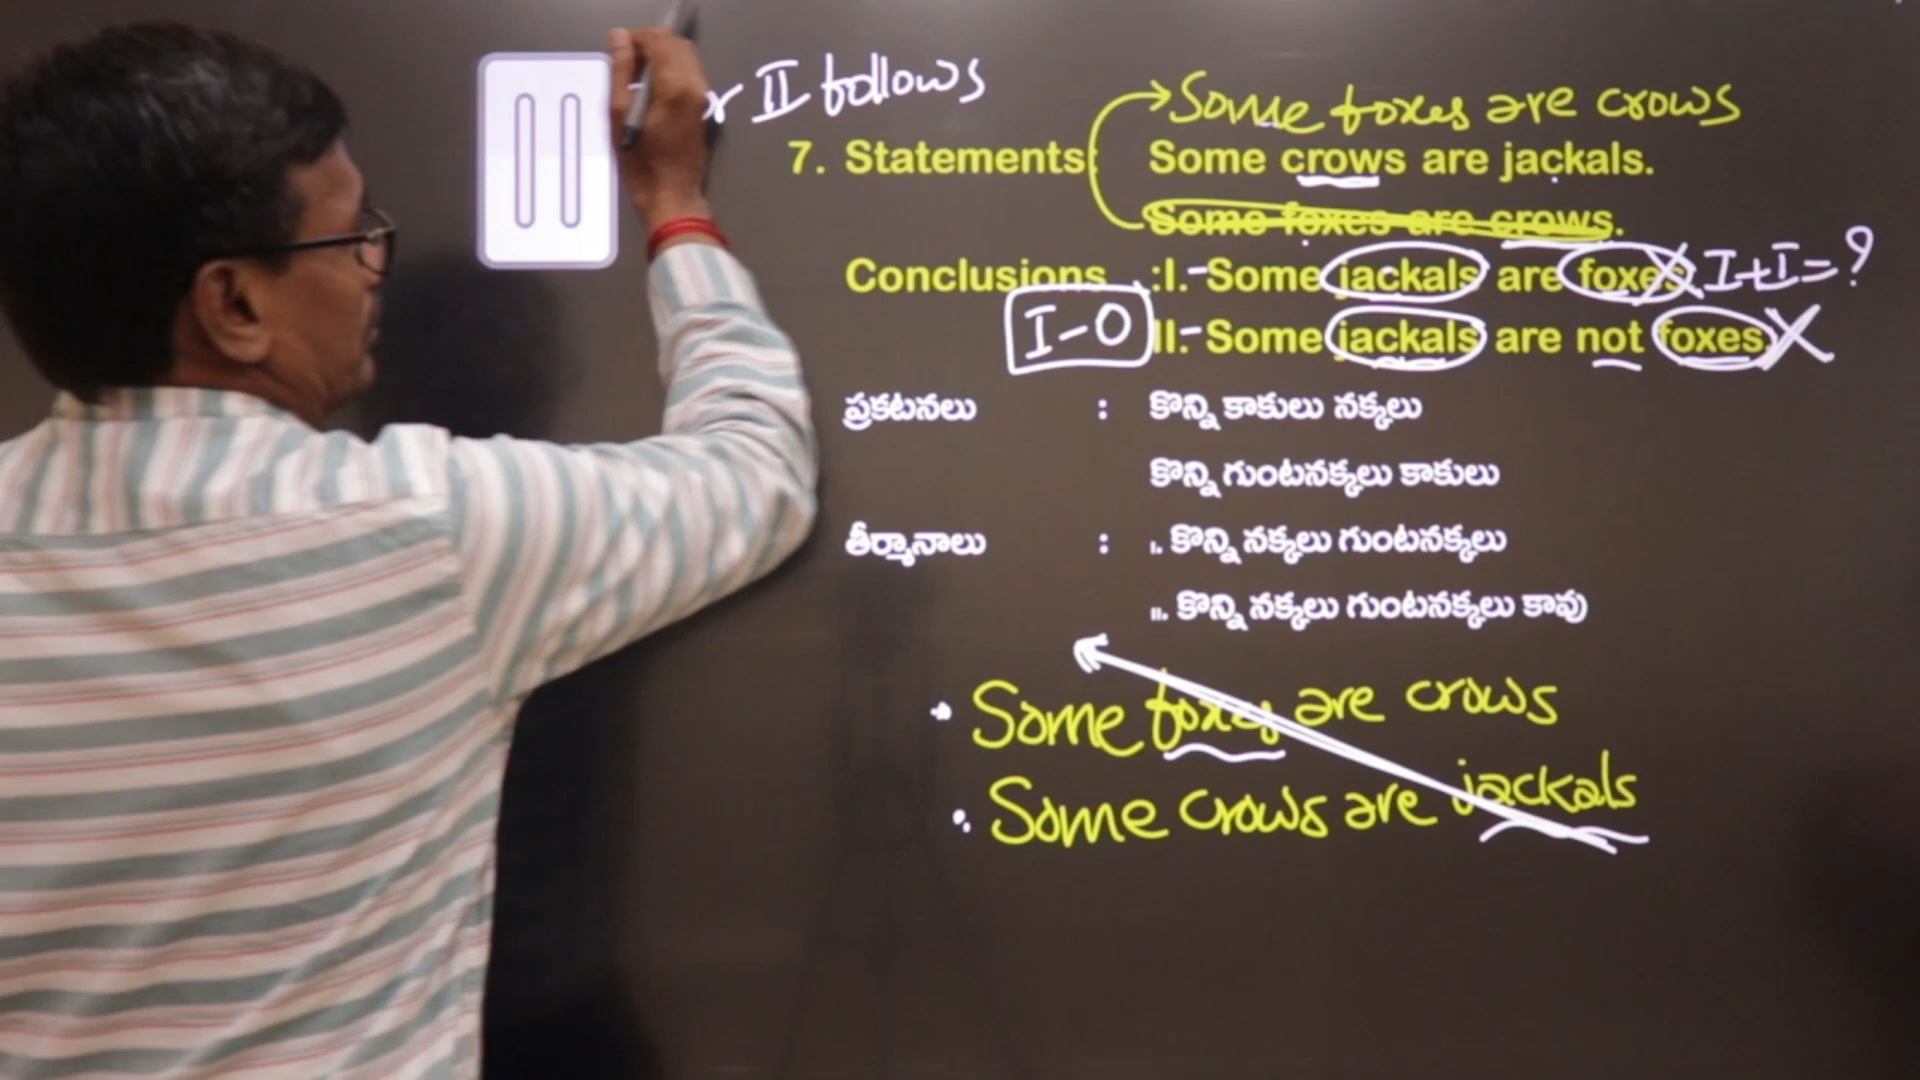 II follows
Some foxes are crows
7. Statements: Some crows are jackals.
Some foxes are crows.
Conclusions :I. Some jackals are foxes X I+I=?
I-O II. Some jackals are not foxes X
ప్రకటనలు : కొన్ని కాకులు నక్కలు
కొన్ని గుంటనక్కలు కాకులు
తీర్మానాలు : I. కొన్ని నక్కలు గుంటనక్కలు
II. కొన్ని నక్కలు గుంటనక్కలు కావు
Some foxes are crows
Some crows are jackals